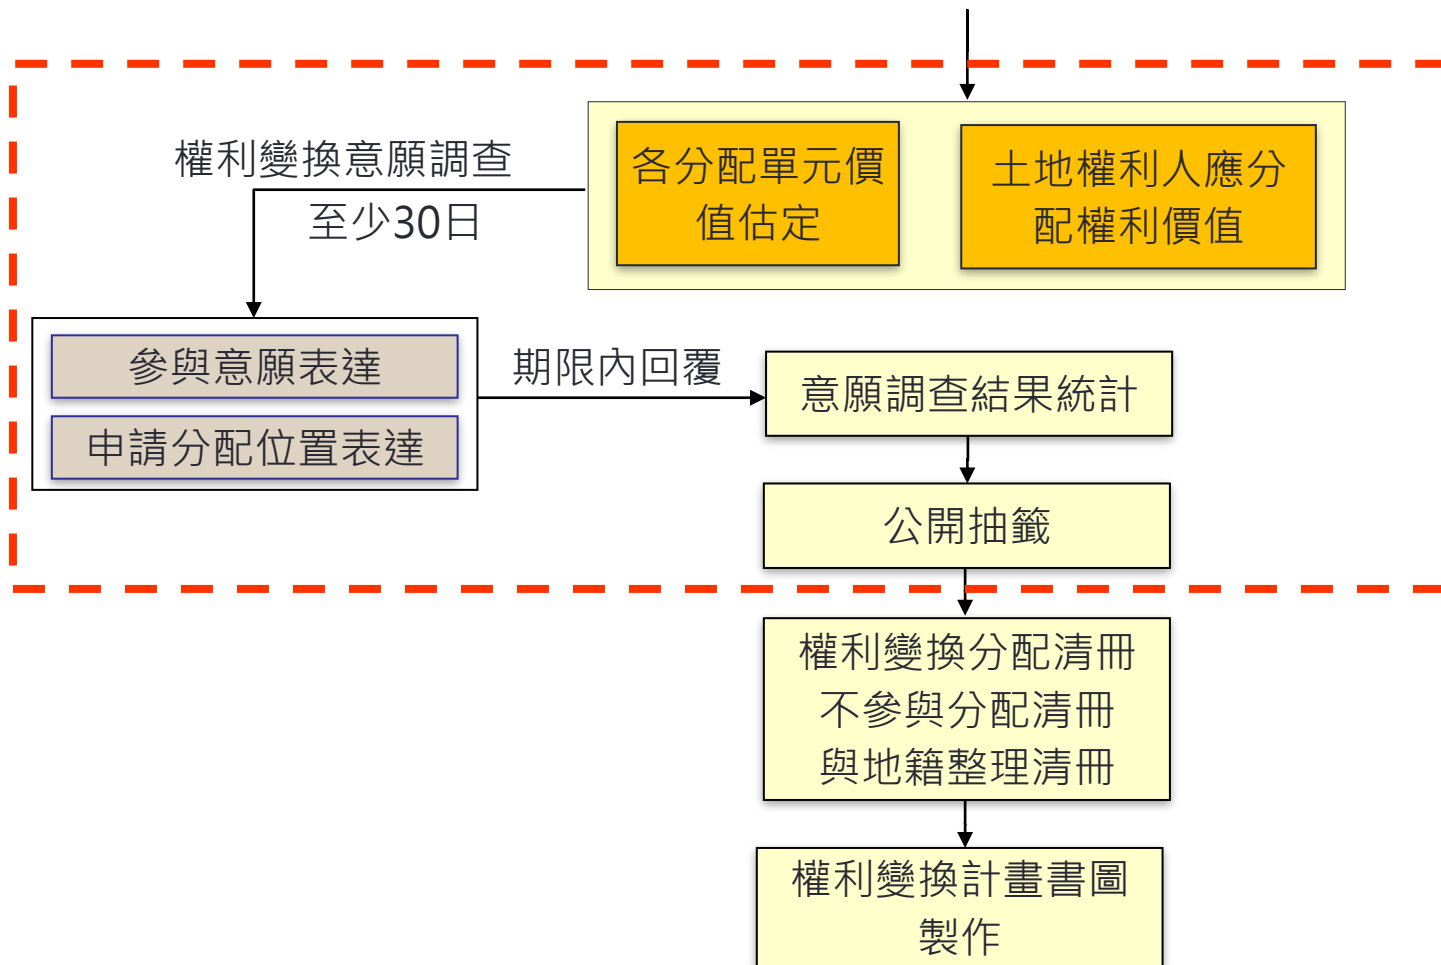 各分配單元價
值估定
土地權利人應分
配權利價值
權利變換意願調查
至少30日
參與意願表達
申請分配位置表達
期限內回覆
意願調查結果統計
公開抽籤
權利變換分配清冊
不參與分配清冊
與地籍整理清冊
權利變換計畫書圖
製作